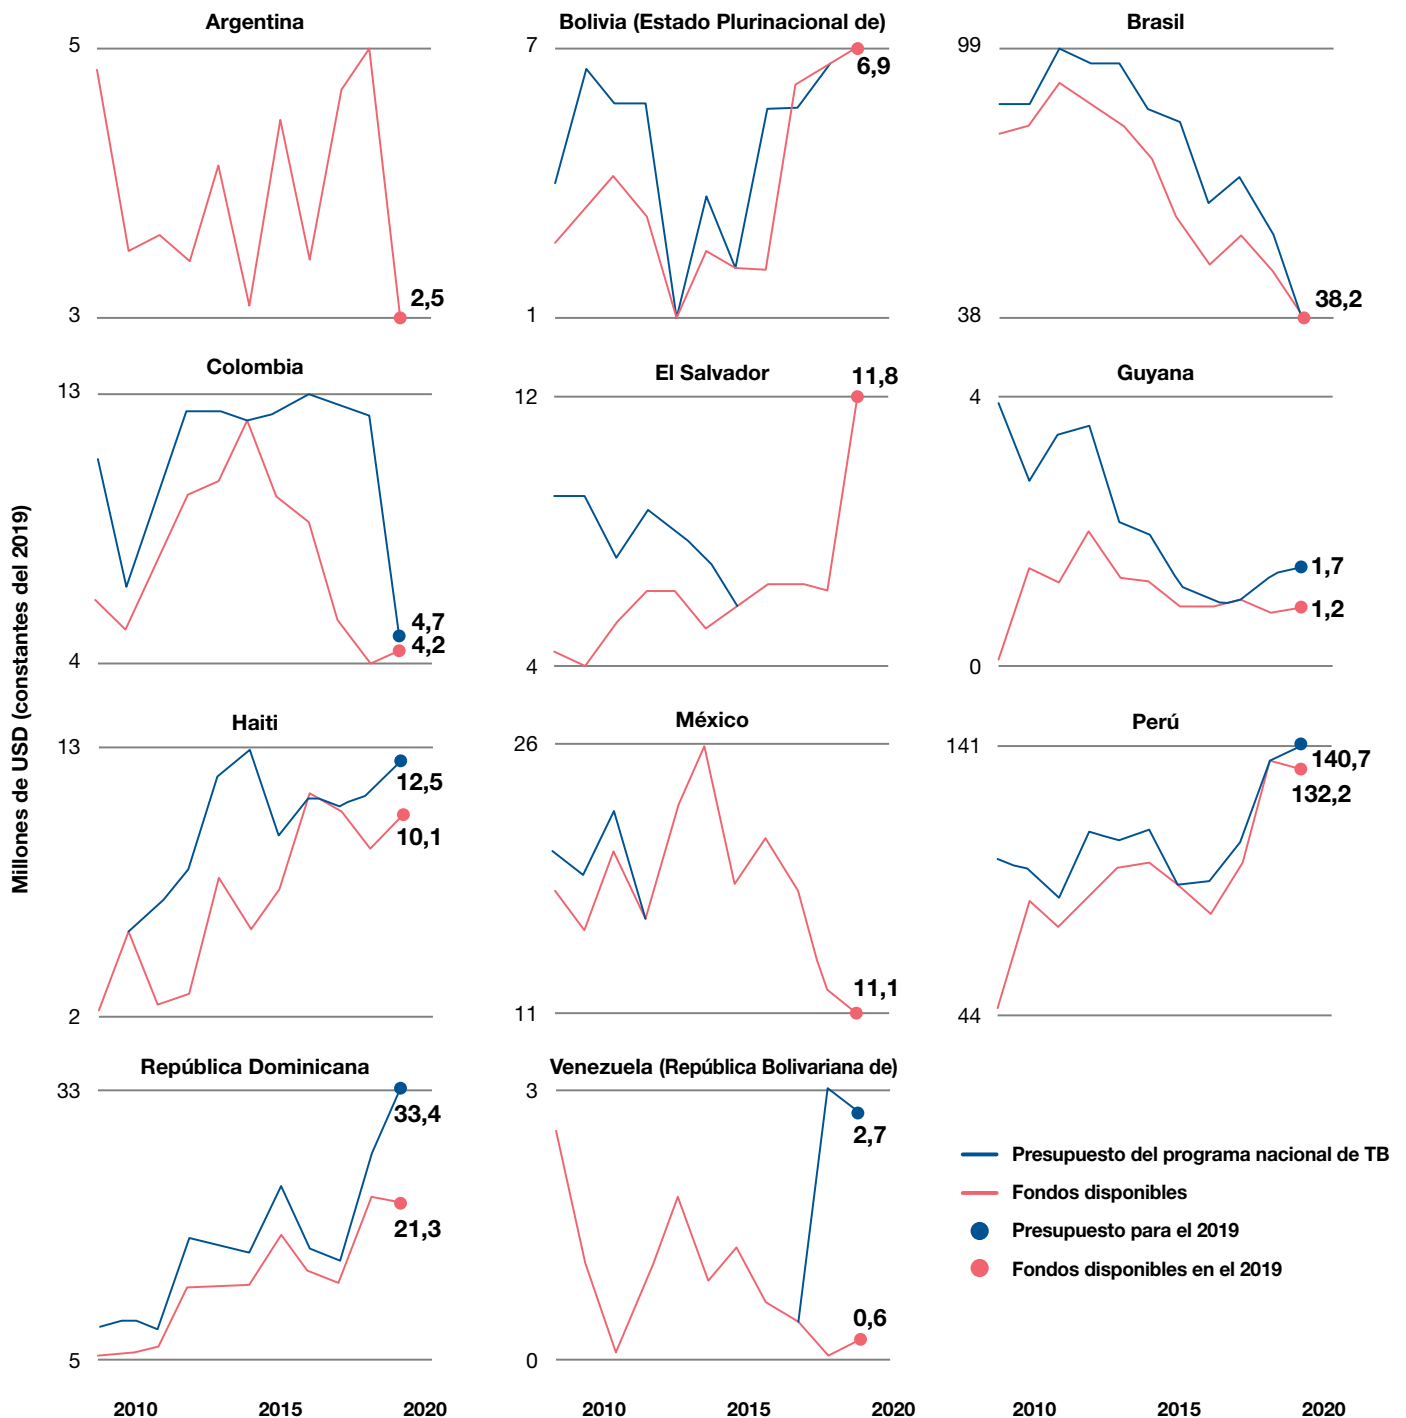 Millones de USD (constantes del 2019)
Argentina
5
3
2,5
Bolivia (Estado Plurinacional de)
7
1
6,9
Brasil
99
38
38,2
Colombia
13
4
4,7
4,2
El Salvador
12
4
11,8
Guyana
4
0
1,7
1,2
Haiti
13
2
12,5
10,1
México
26
11
11,1
Perú
141
44
140,7
132,2
República Dominicana
33
5
33,4
21,3
2010 2015 2020
Venezuela (República Bolivariana de)
3
0
2,7
0,6
2010 2015 2020
Presupuesto del programa nacional de TB
Fondos disponibles
Presupuesto para el 2019
Fondos disponibles en el 2019
2010 2015 2020